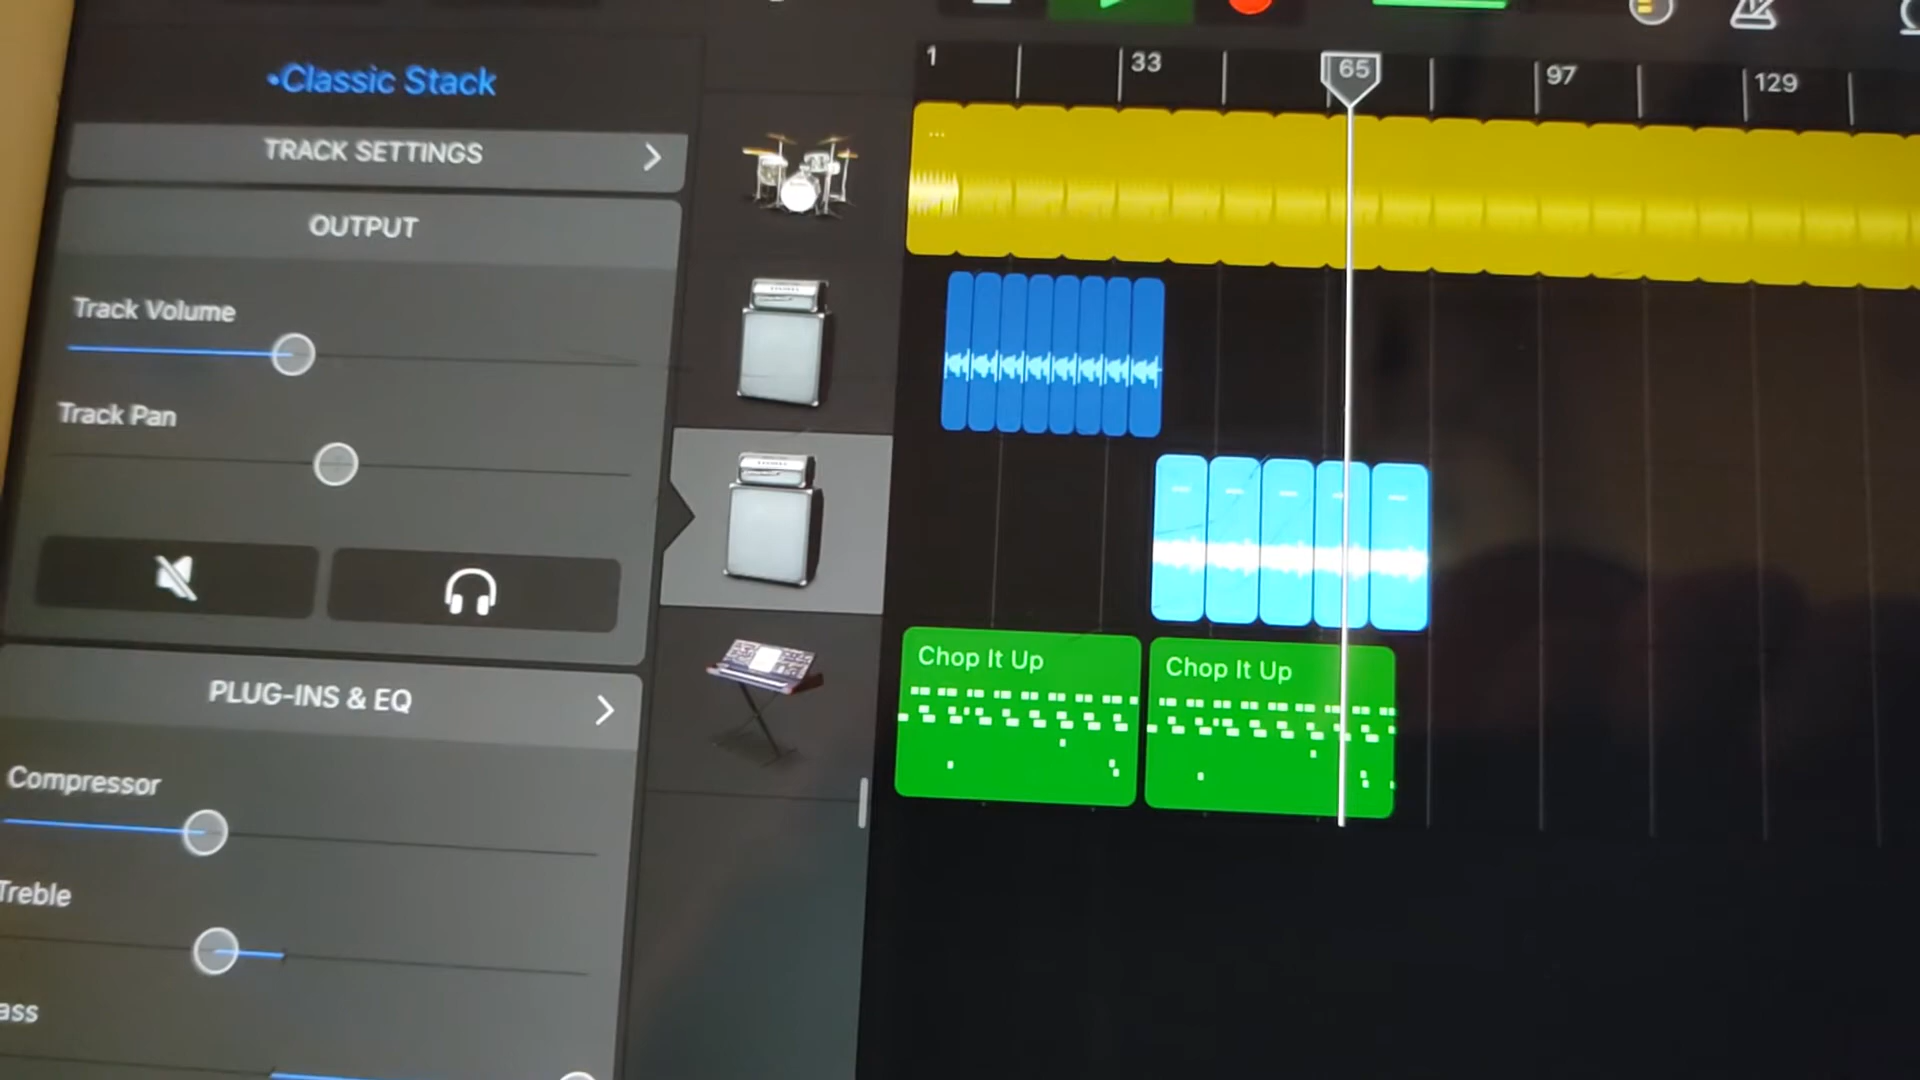 •Classic Stack
TRACK SETTINGS
OUTPUT
Track Volume
Track Pan
PLUG-INS & EQ
Compressor
Treble
ass
1
33
65
97
129
...
Chop It Up
Chop It Up